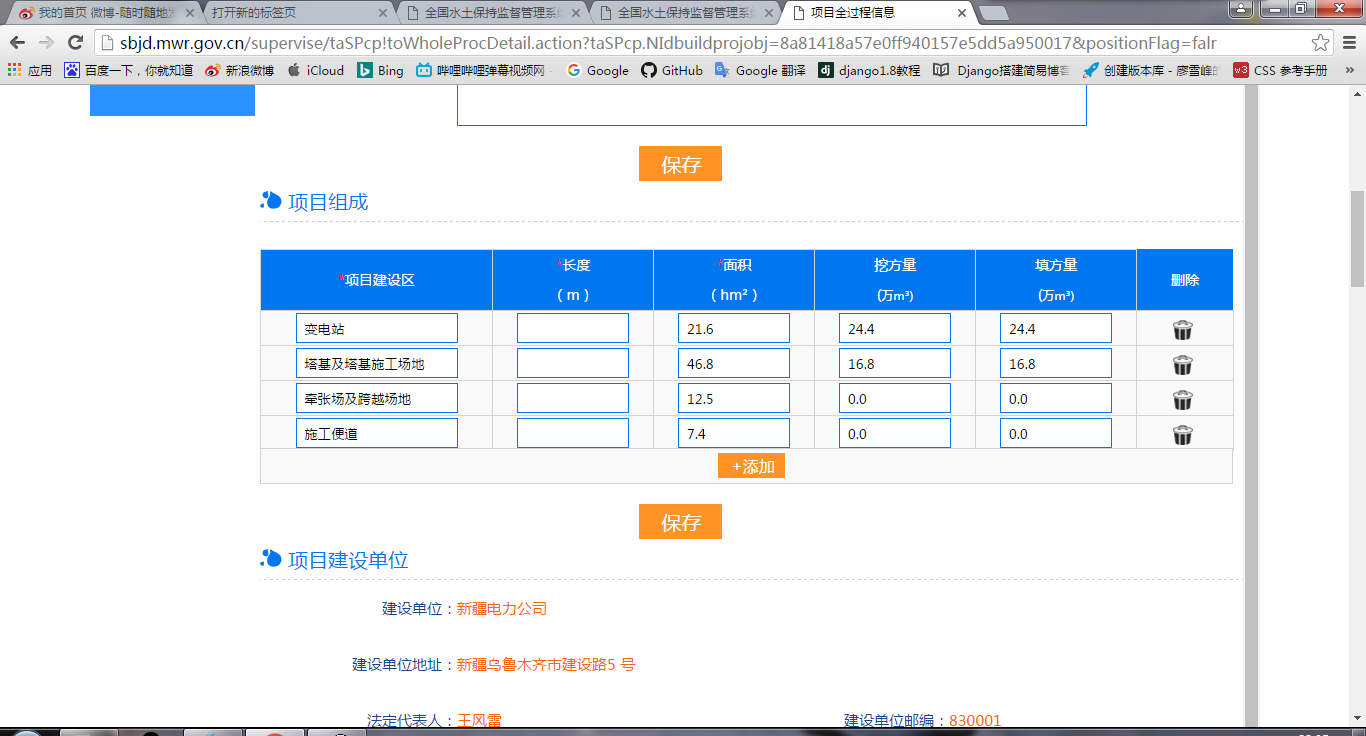 我的首页 微博-随时随地发
打开新的标签页
全国水土保持监督管理系统
全国水土保持监督管理系统
项目全过程信息
sbjd.mwr.gov.cn/supervise/taSPcp!toWholeProcDetail.action?taSPcp.NIdbuildprojobj=8a81418a57e0ff940157e5dd5a950017&positionFlag=falr
应用 百度一下，你就知道 新浪微博 iCloud Bing 哔哩哔哩弹幕视频网 Google GitHub Google 翻译 django1.8教程 Django搭建简易博客 创建版本库 - 廖雪峰的 CSS 参考手册 »
保存
项目组成
*项目建设区 *长度 （m） *面积 （hm²） 挖方量 (万m³) 填方量 (万m³) 删除
变电站 21.6 24.4 24.4
塔基及塔基施工场地 46.8 16.8 16.8
牵张场及跨越场地 12.5 0.0 0.0
施工便道 7.4 0.0 0.0
+添加
保存
项目建设单位
建设单位：新疆电力公司
建设单位地址：新疆乌鲁木齐市建设路5 号
法定代表人：王风雷 建设单位邮编：830001